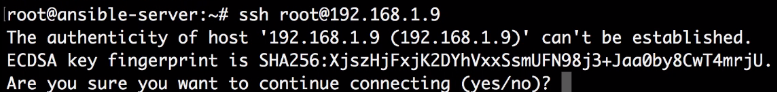 root@ansible-server:~# ssh root@192.168.1.9
The authenticity of host '192.168.1.9 (192.168.1.9)' can't be established.
ECDSA key fingerprint is SHA256:XjszHjFxjK2DYhVxxSsmUFN98j3+Jaa0by8CwT4mrjU.
Are you sure you want to continue connecting (yes/no)?